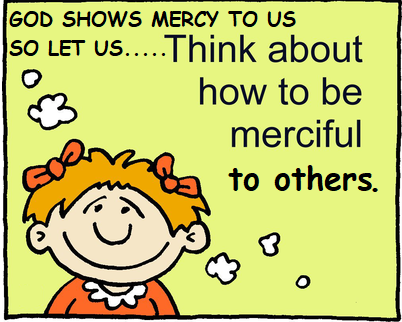 GOD SHOWS MERCY TO US
SO LET US.....Think about
how to be
merciful
to others.